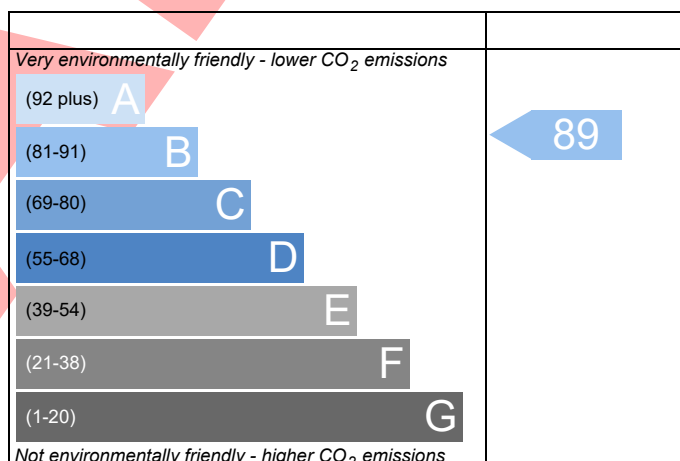 Very environmentally friendly - lower CO2 emissions
(92 plus) A
(81-91) B
89
(69-80) C
(55-68) D
(39-54) E
(21-38) F
(1-20) G
Not environmentally friendly - higher CO2 emissions